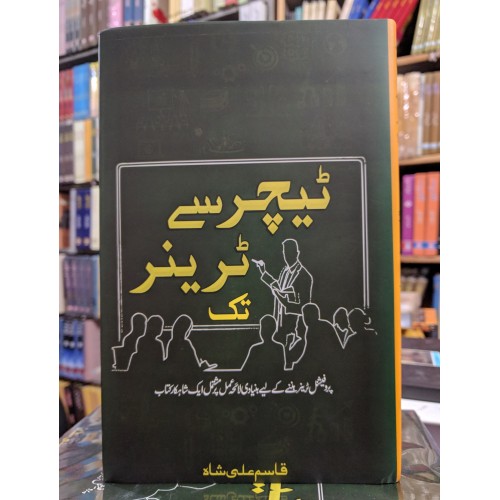 ٹیچر سے
ٹرینر
تک
پروفیشنل ٹرینر بننے کے لیے بنیادی لائحہ عمل پر مشتمل ایک شاہکار کتاب
قاسم علی شاہ